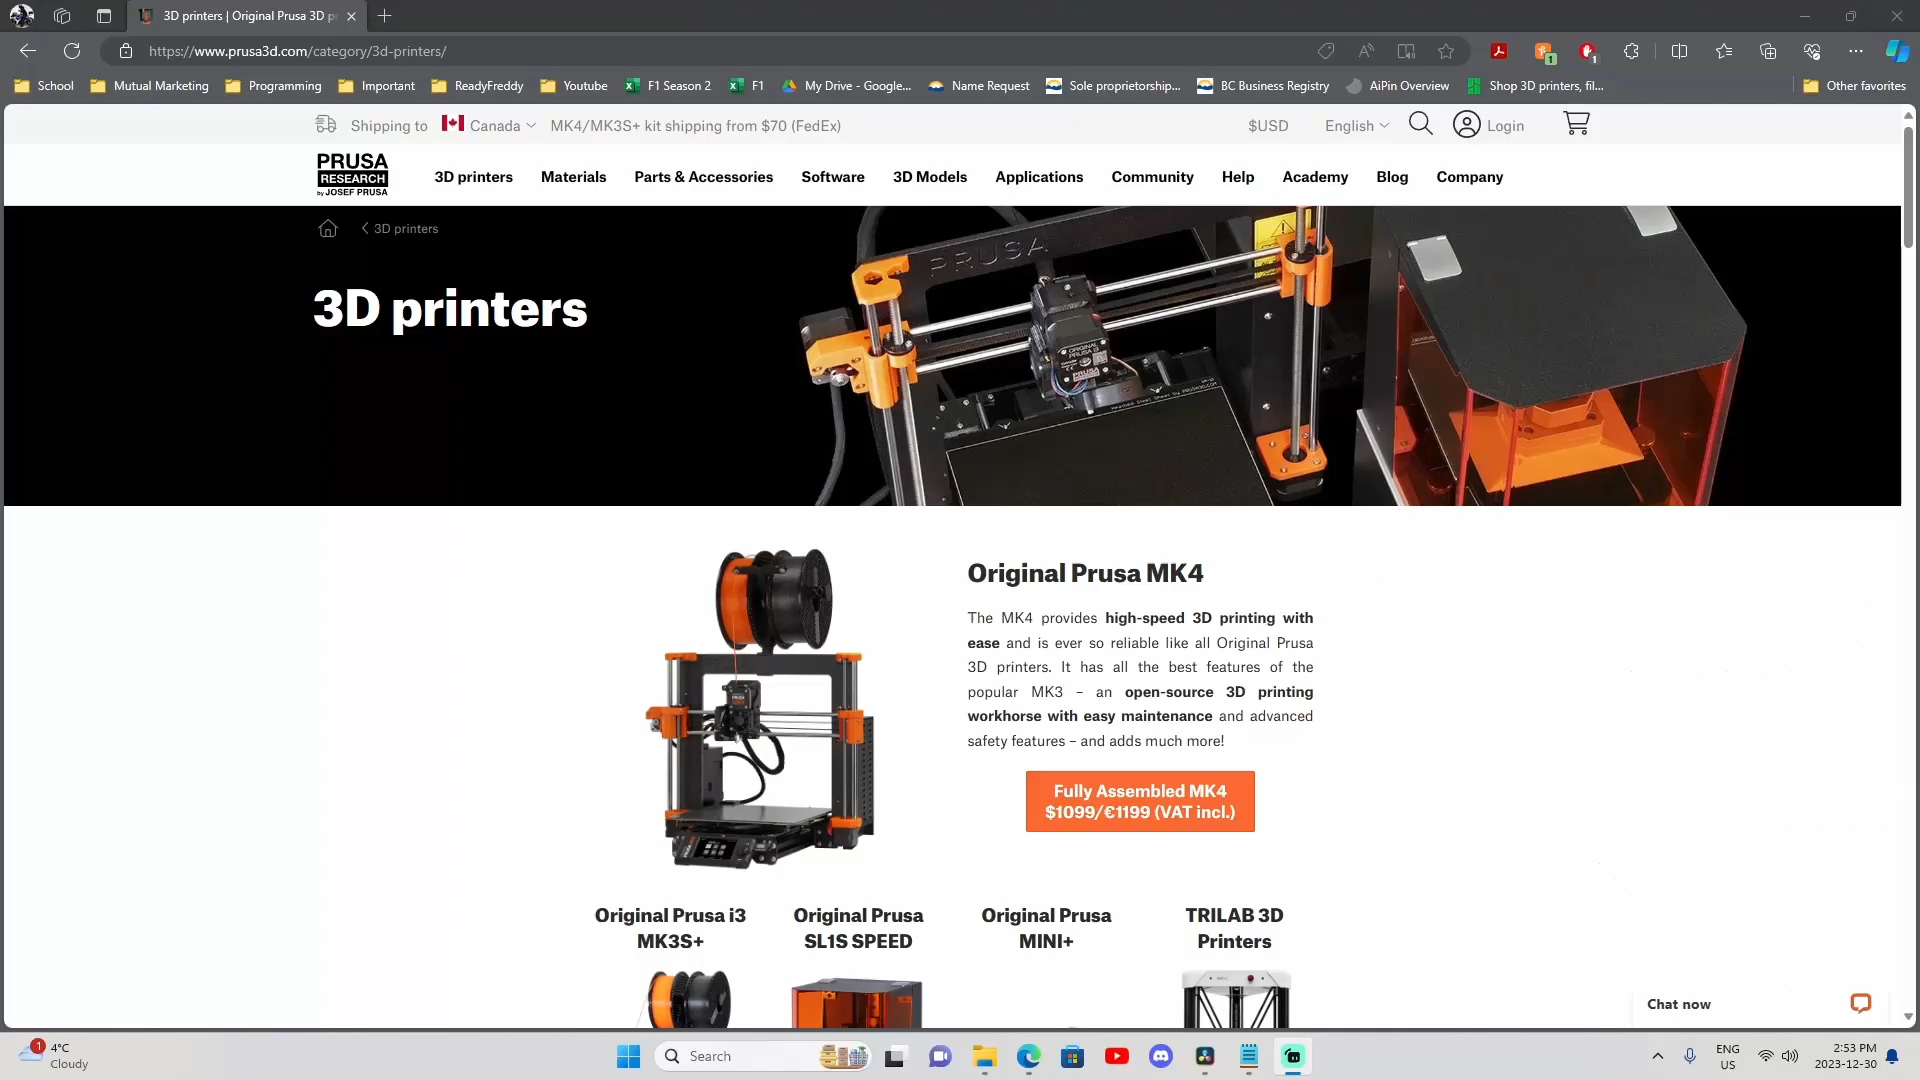 3D printers | Original Prusa 3D p
https://www.prusa3d.com/category/3d-printers/
School
Mutual Marketing
Programming
Important
ReadyFreddy
Youtube
F1 Season 2
F1
My Drive - Google...
Name Request
Sole proprietorship...
BC Business Registry
AiPin Overview
Shop 3D printers, fil...
Other favorites
Shipping to
Canada
MK4/MK3S+ kit shipping from $70 (FedEx)
$USD
English
Login
PRUSA
RESEARCH
by JOSEF PRUSA
3D printers
Materials
Parts & Accessories
Software
3D Models
Applications
Community
Help
Academy
Blog
Company
3D printers
3D printers
PRUSA
ORIGINAL
PRUSA i3
PRUSA
Original Prusa MK4
The MK4 provides high-speed 3D printing with
ease and is ever so reliable like all Original Prusa
3D printers. It has all the best features of the
popular MK3 – an open-source 3D printing
workhorse with easy maintenance and advanced
safety features – and adds much more!
Fully Assembled MK4
$1099/€1199 (VAT incl.)
Original Prusa i3
MK3S+
Original Prusa
SL1S SPEED
Original Prusa
MINI+
TRILAB 3D
Printers
Chat now
1
4°C
Cloudy
Search
ENG
US
2:53 PM
2023-12-30